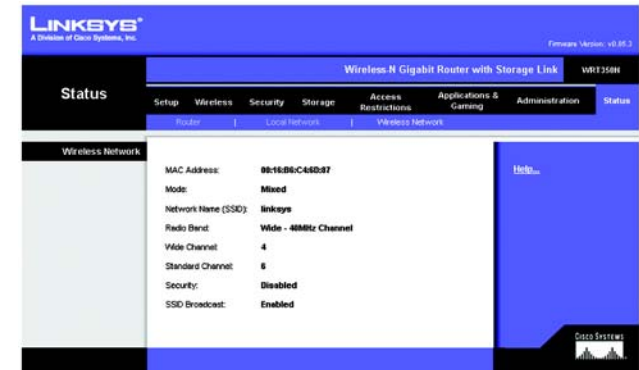 LINKSYS®
A Division of Cisco Systems, Inc.
Firmware Version: v0.05.3
Wireless-N Gigabit Router with Storage Link WRT350N
Status
Setup Wireless Security Storage Access Restrictions Applications & Gaming Administration Status
Router | Local Network | Wireless Network
Wireless Network
MAC Address: 00:16:B6:C4:6D:87
Mode: Mixed
Network Name (SSID): linksys
Radio Band: Wide - 40MHz Channel
Wide Channel: 4
Standard Channel: 6
Security: Disabled
SSID Broadcast: Enabled
Help...
CISCO SYSTEMS